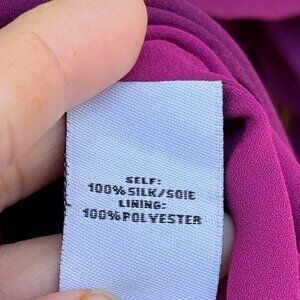 SELF:
100% SILK/SOIE
LINING:
100% POLYESTER